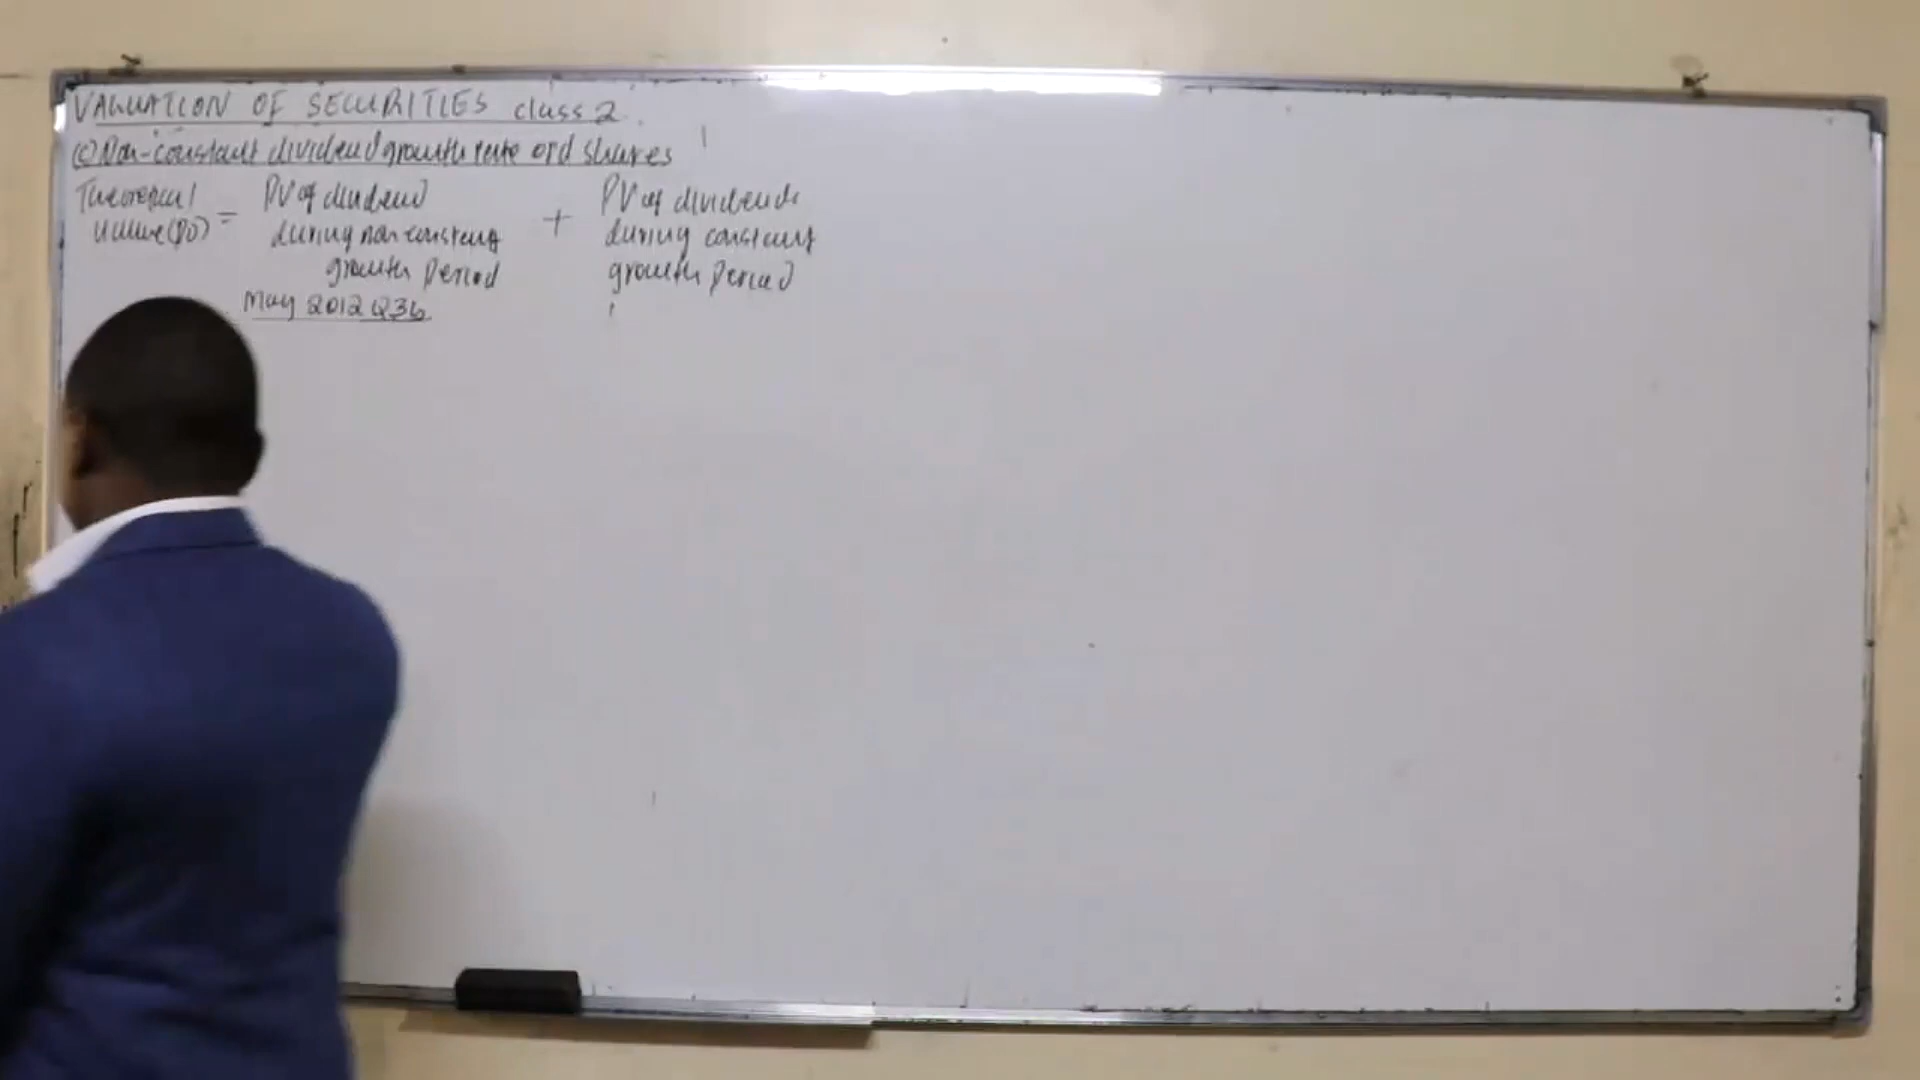 VALUATION OF SECURITIES class 2
(c) Non-constant dividend growth rate ord shares
Theoretical value (P0) = PV of dividend during non constant growth period + PV of dividends during constant growth period
May 2012 Q3b